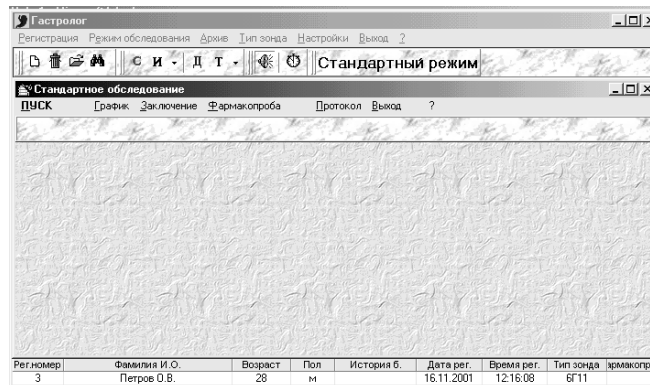 Гастролог
Регистрация Режим обследования Архив Тип зонда Настройки Выход ?
С И Д Т Стандартный режим
Стандартное обследование
ПУСК График Заключение Фармакопроба Протокол Выход ?
Рег.номер Фамилия И.О. Возраст Пол История б. Дата рег. Время рег. Тип зонда армакопр
3 Петров О.В. 28 м 16.11.2001 12:16:08 6Г11